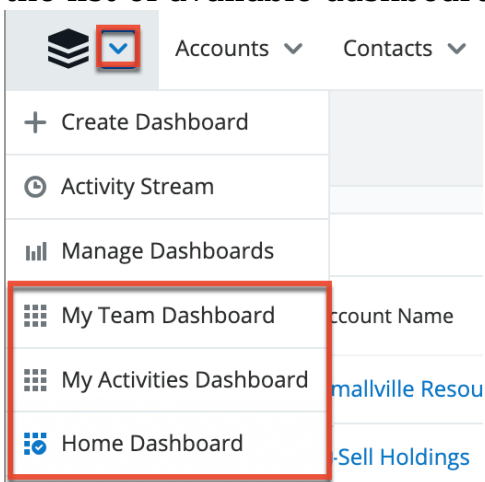 Accounts Contacts
Create Dashboard
Activity Stream
Manage Dashboards
My Team Dashboard
ccount Name
My Activities Dashboard
mallville Resou
Home Dashboard
-Sell Holdings